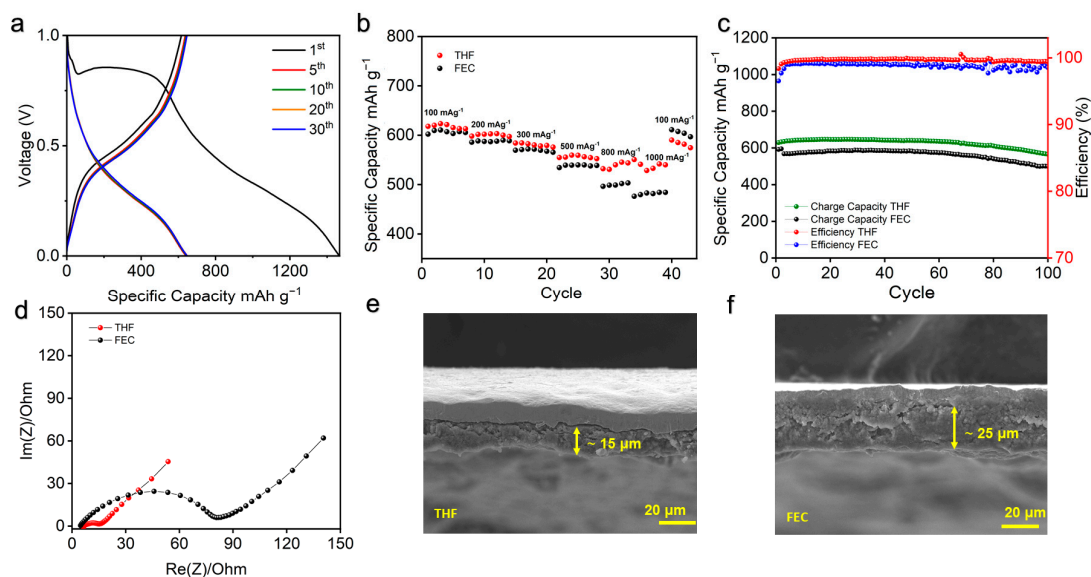 a
1.0
0.5
0.0
Voltage (V)
0
400
800
1200
Specific Capacity mAh g⁻¹
1st
5th
10th
20th
30th
b
800
700
600
500
400
Specific Capacity mAh g⁻¹
THF
FEC
100 mAg⁻¹
200 mAg⁻¹
300 mAg⁻¹
500 mAg⁻¹
800 mAg⁻¹
1000 mAg⁻¹
100 mAg⁻¹
0
10
20
30
40
Cycle
c
1200
1000
800
600
400
200
0
Specific Capacity mAh g⁻¹
100
90
80
70
Efficiency (%)
Charge Capacity THF
Charge Capacity FEC
Efficiency THF
Efficiency FEC
0
20
40
60
80
100
Cycle
d
150
120
90
60
30
0
Im(Z)/Ohm
THF
FEC
0
30
60
90
120
150
Re(Z)/Ohm
e
~ 15 µm
THF
20 µm
f
~ 25 µm
FEC
20 µm